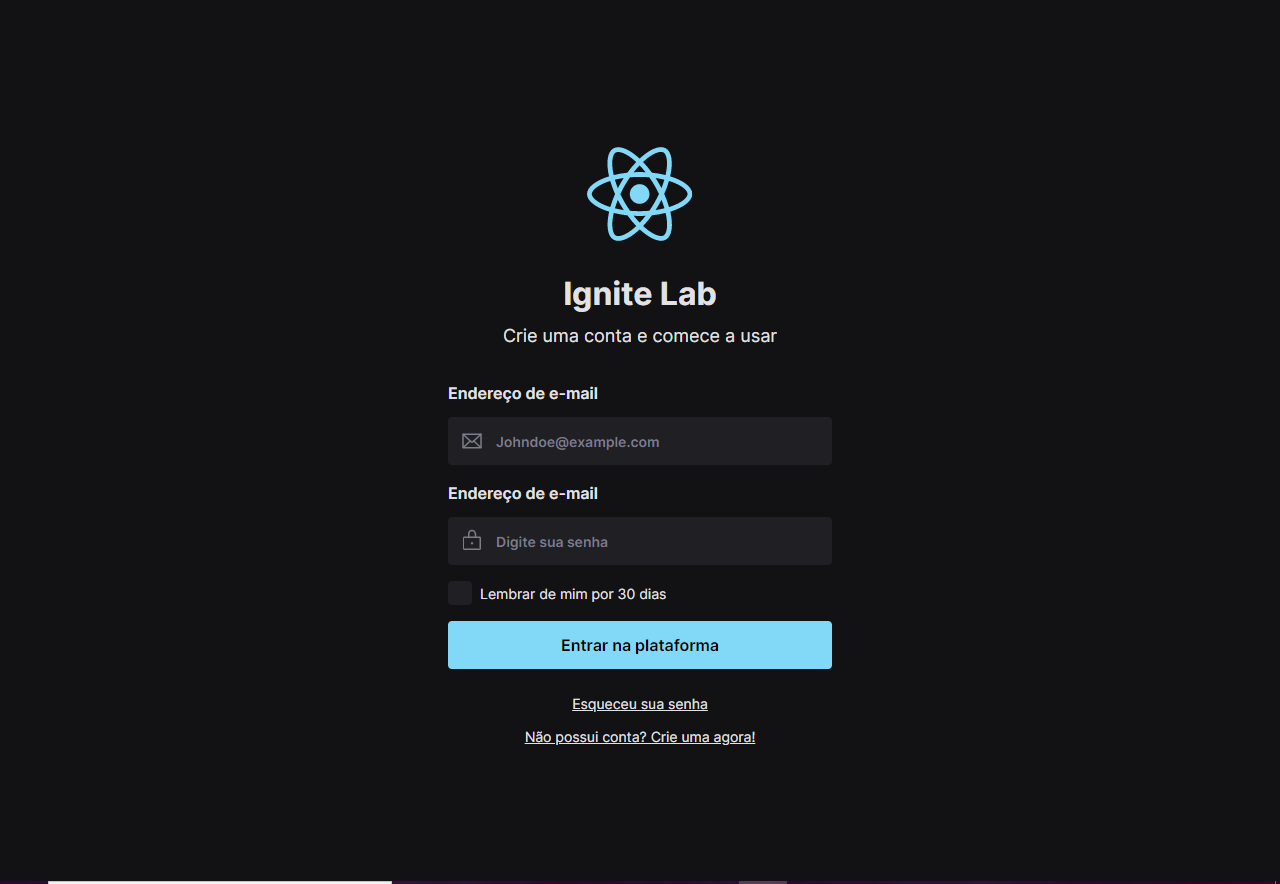 Ignite Lab
Crie uma conta e comece a usar
Endereço de e-mail
Johndoe@example.com
Endereço de e-mail
Digite sua senha
Lembrar de mim por 30 dias
Entrar na plataforma
Esqueceu sua senha
Não possui conta? Crie uma agora!